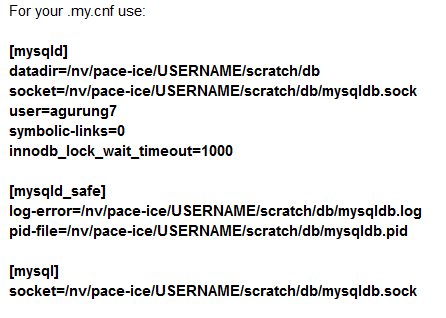 For your .my.cnf use:
[mysqld]
datadir=/nv/pace-ice/USERNAME/scratch/db
socket=/nv/pace-ice/USERNAME/scratch/db/mysqldb.sock
user=agurung7
symbolic-links=0
innodb_lock_wait_timeout=1000
[mysqld_safe]
log-error=/nv/pace-ice/USERNAME/scratch/db/mysqldb.log
pid-file=/nv/pace-ice/USERNAME/scratch/db/mysqldb.pid
[mysql]
socket=/nv/pace-ice/USERNAME/scratch/db/mysqldb.sock